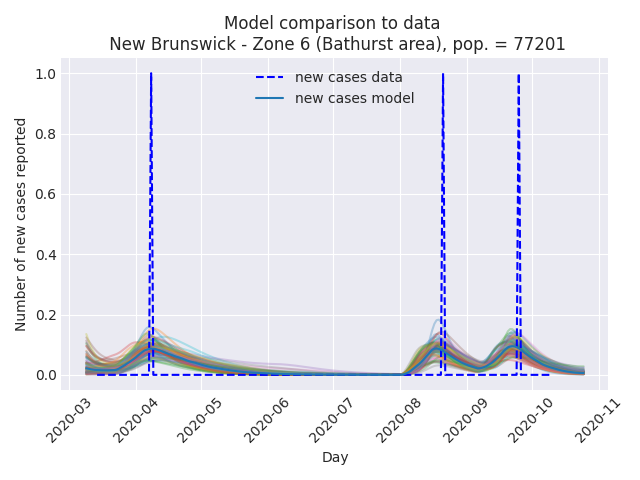 Model comparison to data
New Brunswick - Zone 6 (Bathurst area), pop. = 77201
new cases data
new cases model
Number of new cases reported
1.0
0.8
0.6
0.4
0.2
0.0
2020-03
2020-04
2020-05
2020-06
2020-07
2020-08
2020-09
2020-10
2020-11
Day